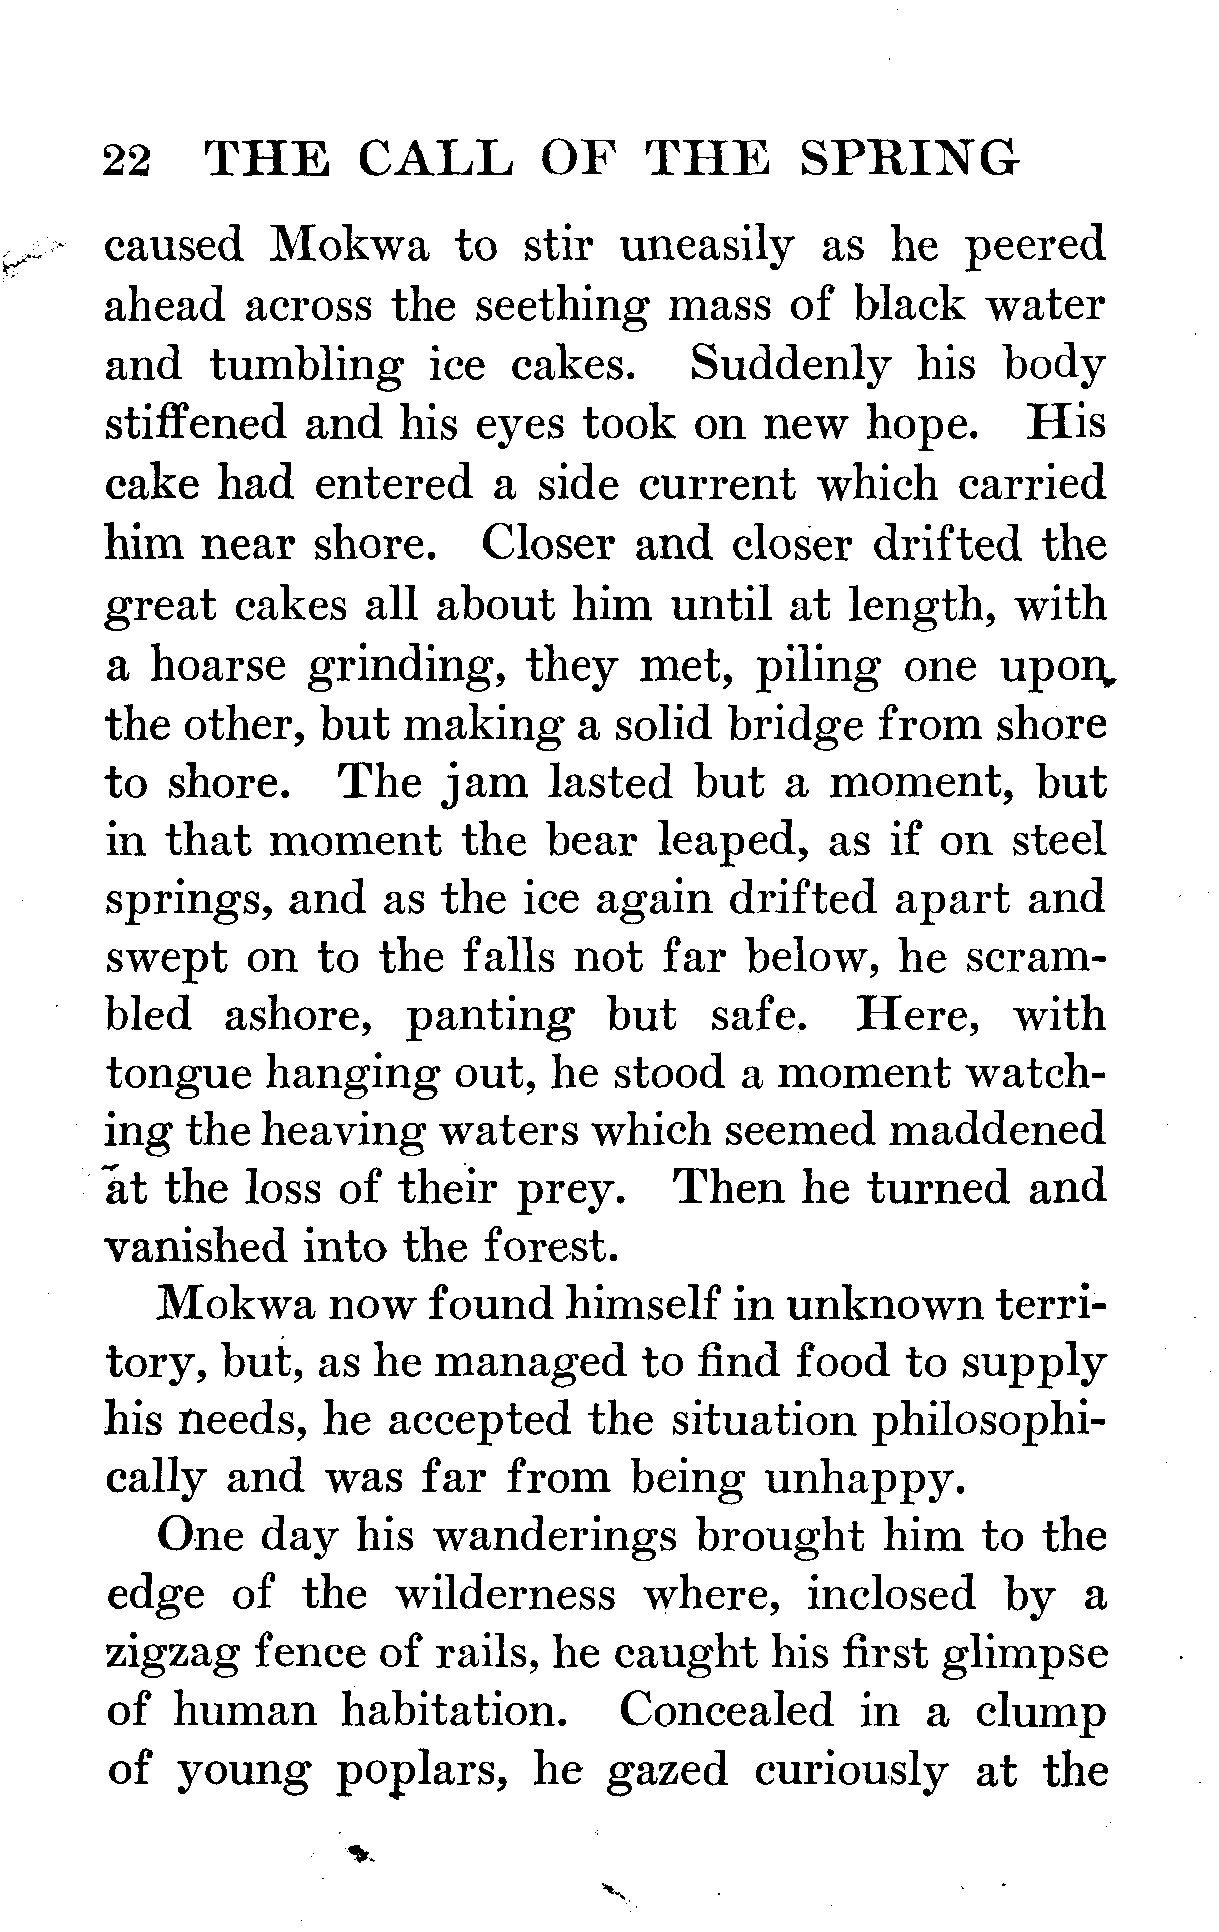 22 THE CALL OF THE SPRING
caused Mokwa to stir uneasily as he peered
ahead across the seething mass of black water
and tumbling ice cakes. Suddenly his body
stiffened and his eyes took on new hope. His
cake had entered a side current which carried
him near shore. Closer and closer drifted the
great cakes all about him until at length, with
a hoarse grinding, they met, piling one upon
the other, but making a solid bridge from shore
to shore. The jam lasted but a moment, but
in that moment the bear leaped, as if on steel
springs, and as the ice again drifted apart and
swept on to the falls not far below, he scram-
bled ashore, panting but safe. Here, with
tongue hanging out, he stood a moment watch-
ing the heaving waters which seemed maddened
at the loss of their prey. Then he turned and
vanished into the forest.
Mokwa now found himself in unknown terri-
tory, but, as he managed to find food to supply
his needs, he accepted the situation philosophi-
cally and was far from being unhappy.
One day his wanderings brought him to the
edge of the wilderness where, inclosed by a
zigzag fence of rails, he caught his first glimpse
of human habitation. Concealed in a clump
of young poplars, he gazed curiously at the